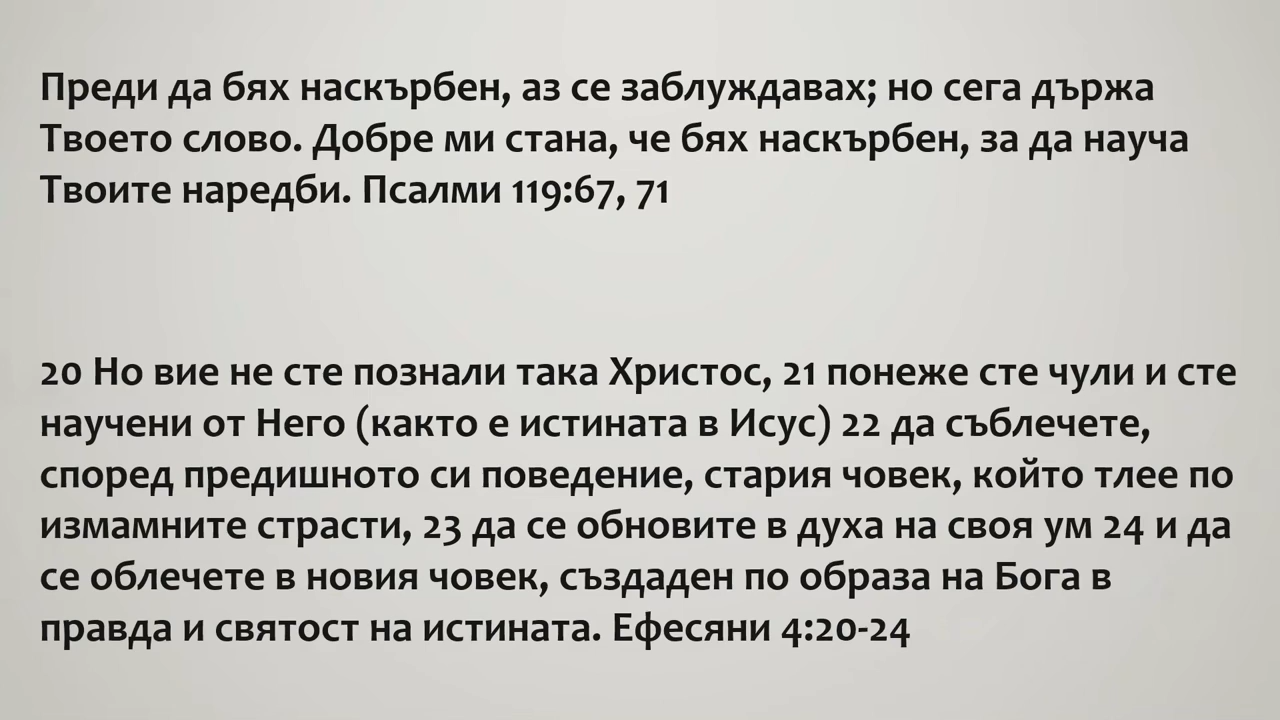 Преди да бях наскърбен, аз се заблуждавах; но сега държа
Твоето слово. Добре ми стана, че бях наскърбен, за да науча
Твоите наредби. Псалми 119:67, 71
20 Но вие не сте познали така Христос, 21 понеже сте чули и сте
научени от Него (както е истината в Исус) 22 да съблечете,
според предишното си поведение, стария човек, който тлее по
измамните страсти, 23 да се обновите в духа на своя ум 24 и да
се облечете в новия човек, създаден по образа на Бога в
правда и святост на истината. Ефесяни 4:20-24